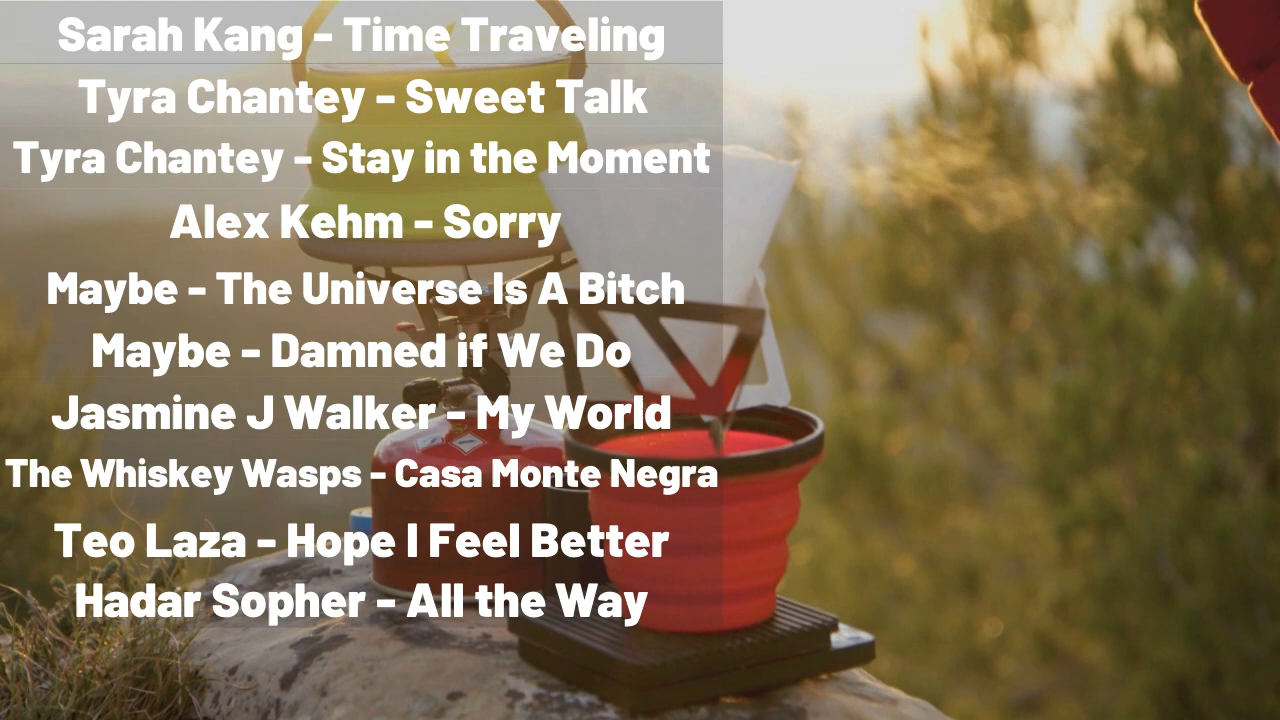 Sarah Kang - Time Traveling
Tyra Chantey - Sweet Talk
Tyra Chantey - Stay in the Moment
Alex Kehm - Sorry
Maybe - The Universe Is A Bitch
Maybe - Damned if We Do
Jasmine J Walker - My World
The Whiskey Wasps - Casa Monte Negra
Teo Laza - Hope I Feel Better
Hadar Sopher - All the Way